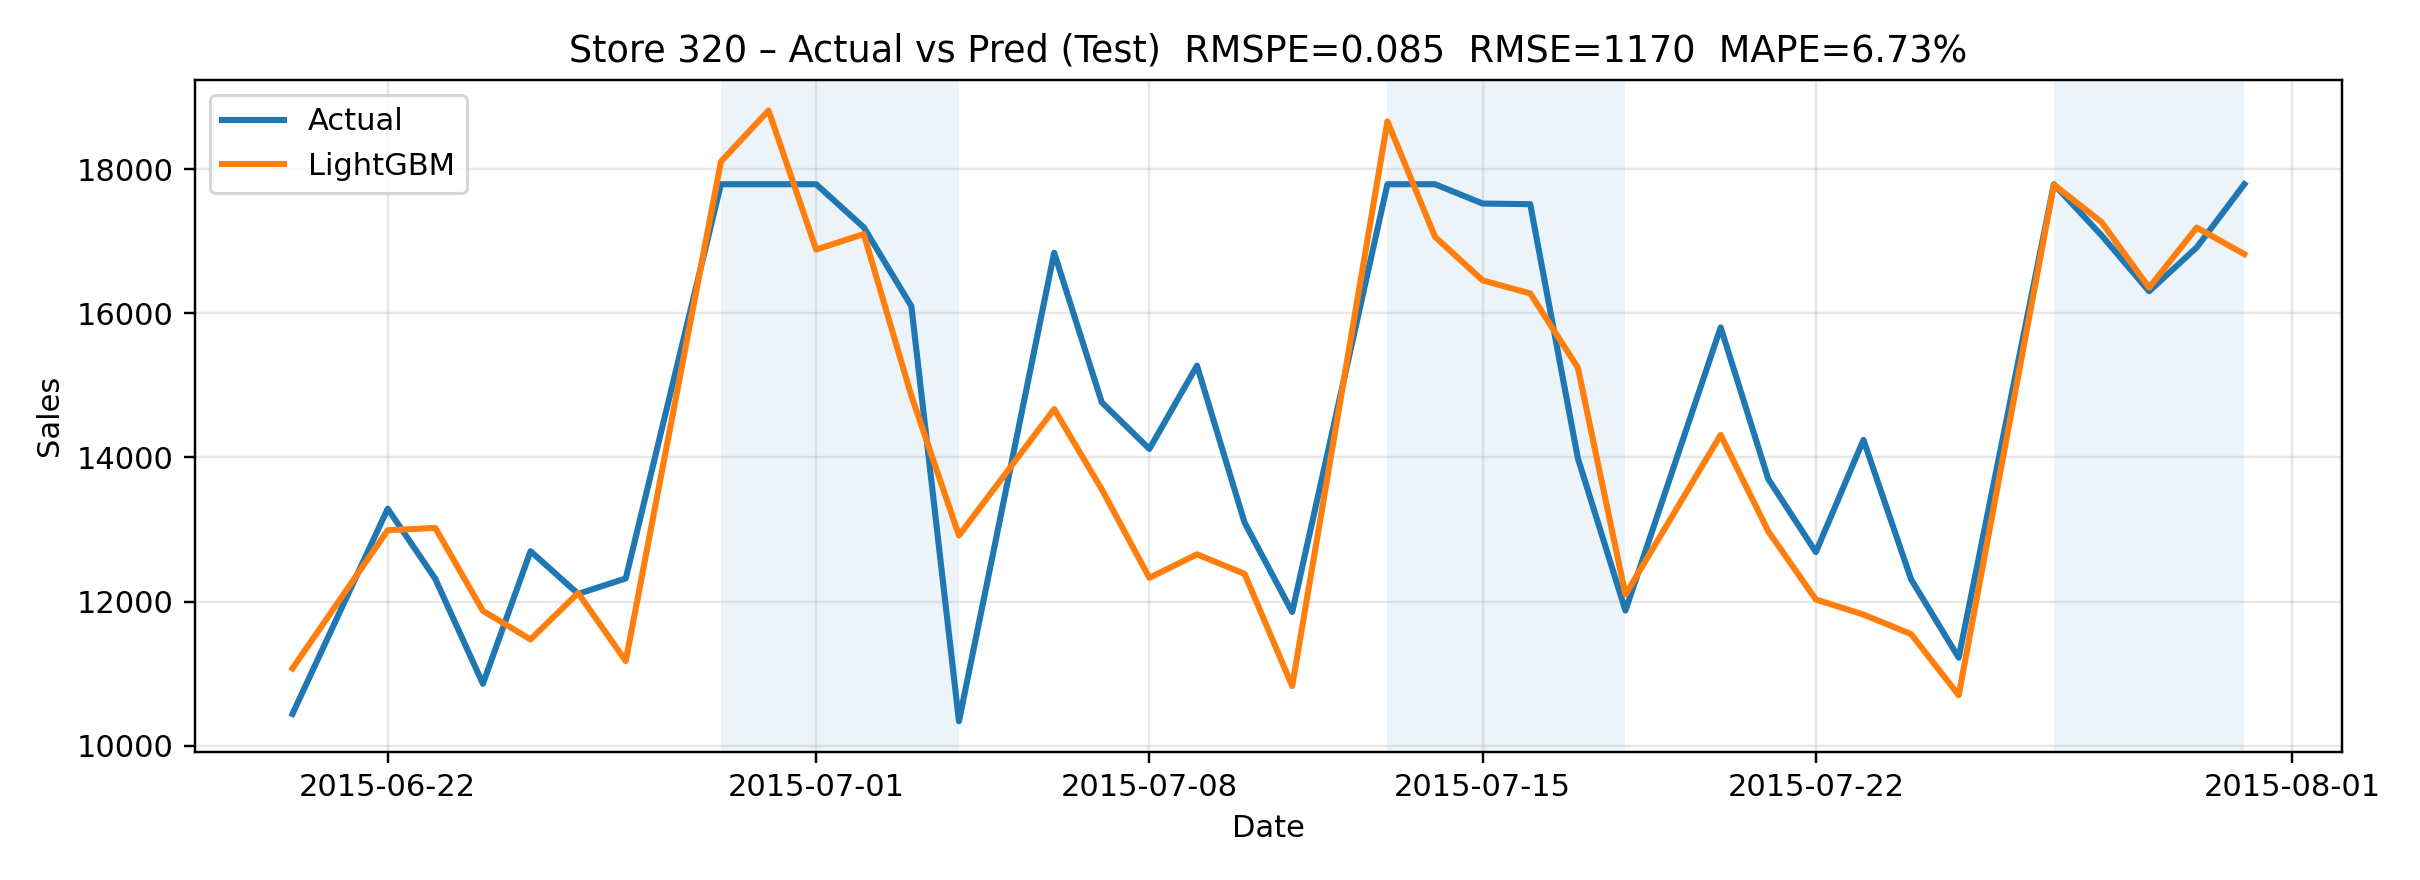 Store 320 – Actual vs Pred (Test)  RMSPE=0.085  RMSE=1170  MAPE=6.73%
Actual
LightGBM
18000
16000
14000
12000
10000
Sales
2015-06-22
2015-07-01
2015-07-08
2015-07-15
2015-07-22
2015-08-01
Date